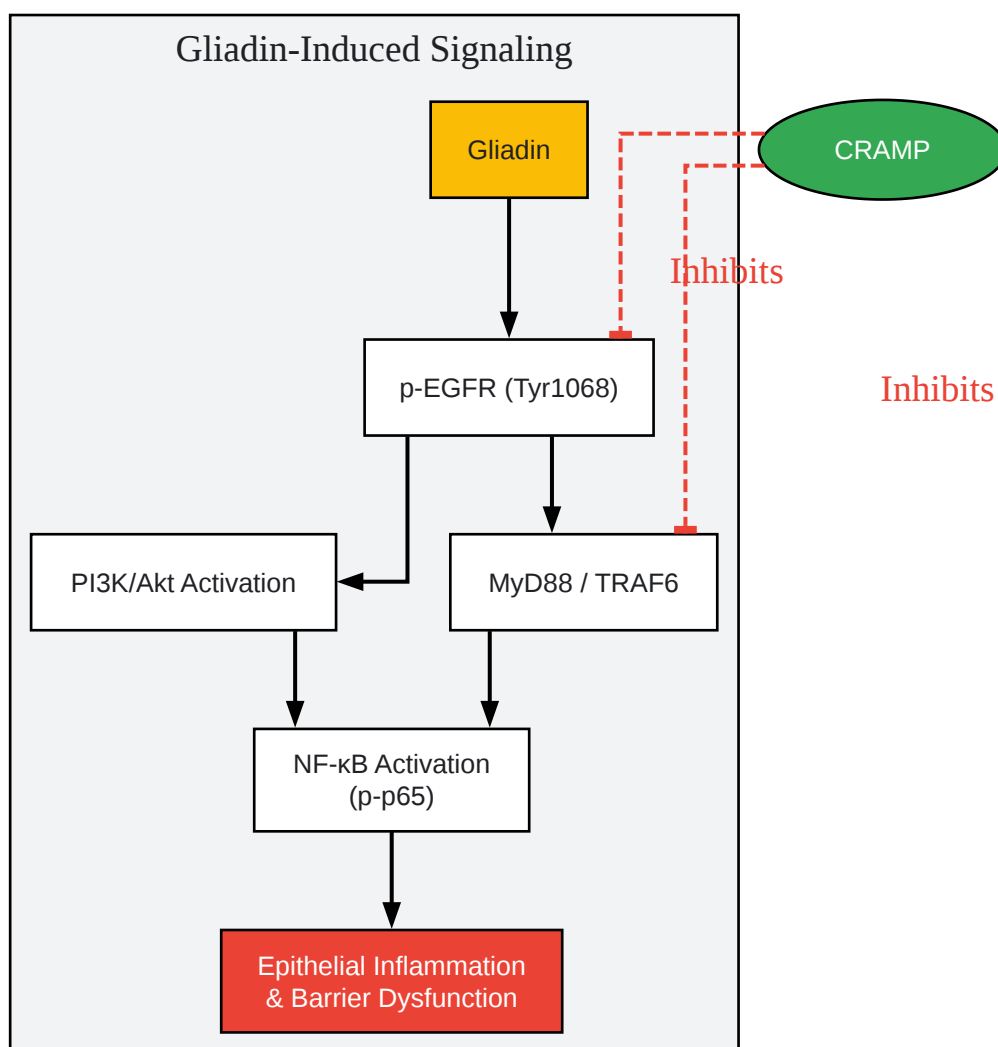 Gliadin-Induced Signaling
Gliadin
CRAMP
Inhibits
p-EGFR (Tyr1068)
Inhibits
PI3K/Akt Activation
MyD88 / TRAF6
NF-κB Activation
(p-p65)
Epithelial Inflammation
& Barrier Dysfunction